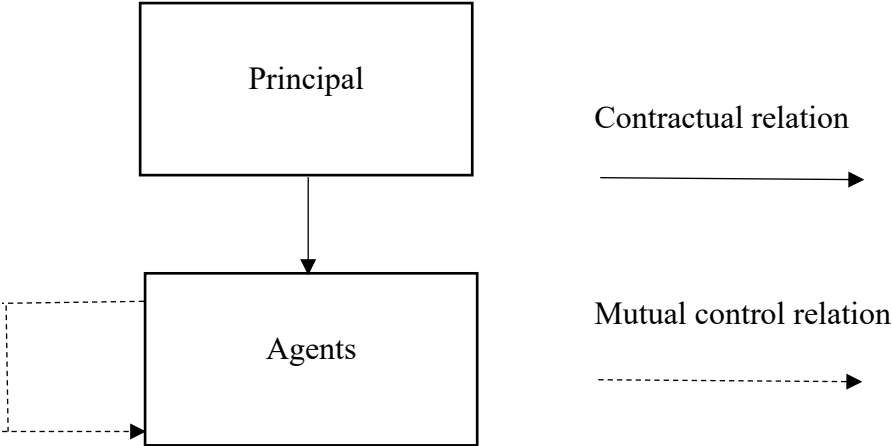 Principal
Contractual relation
Mutual control relation
Agents